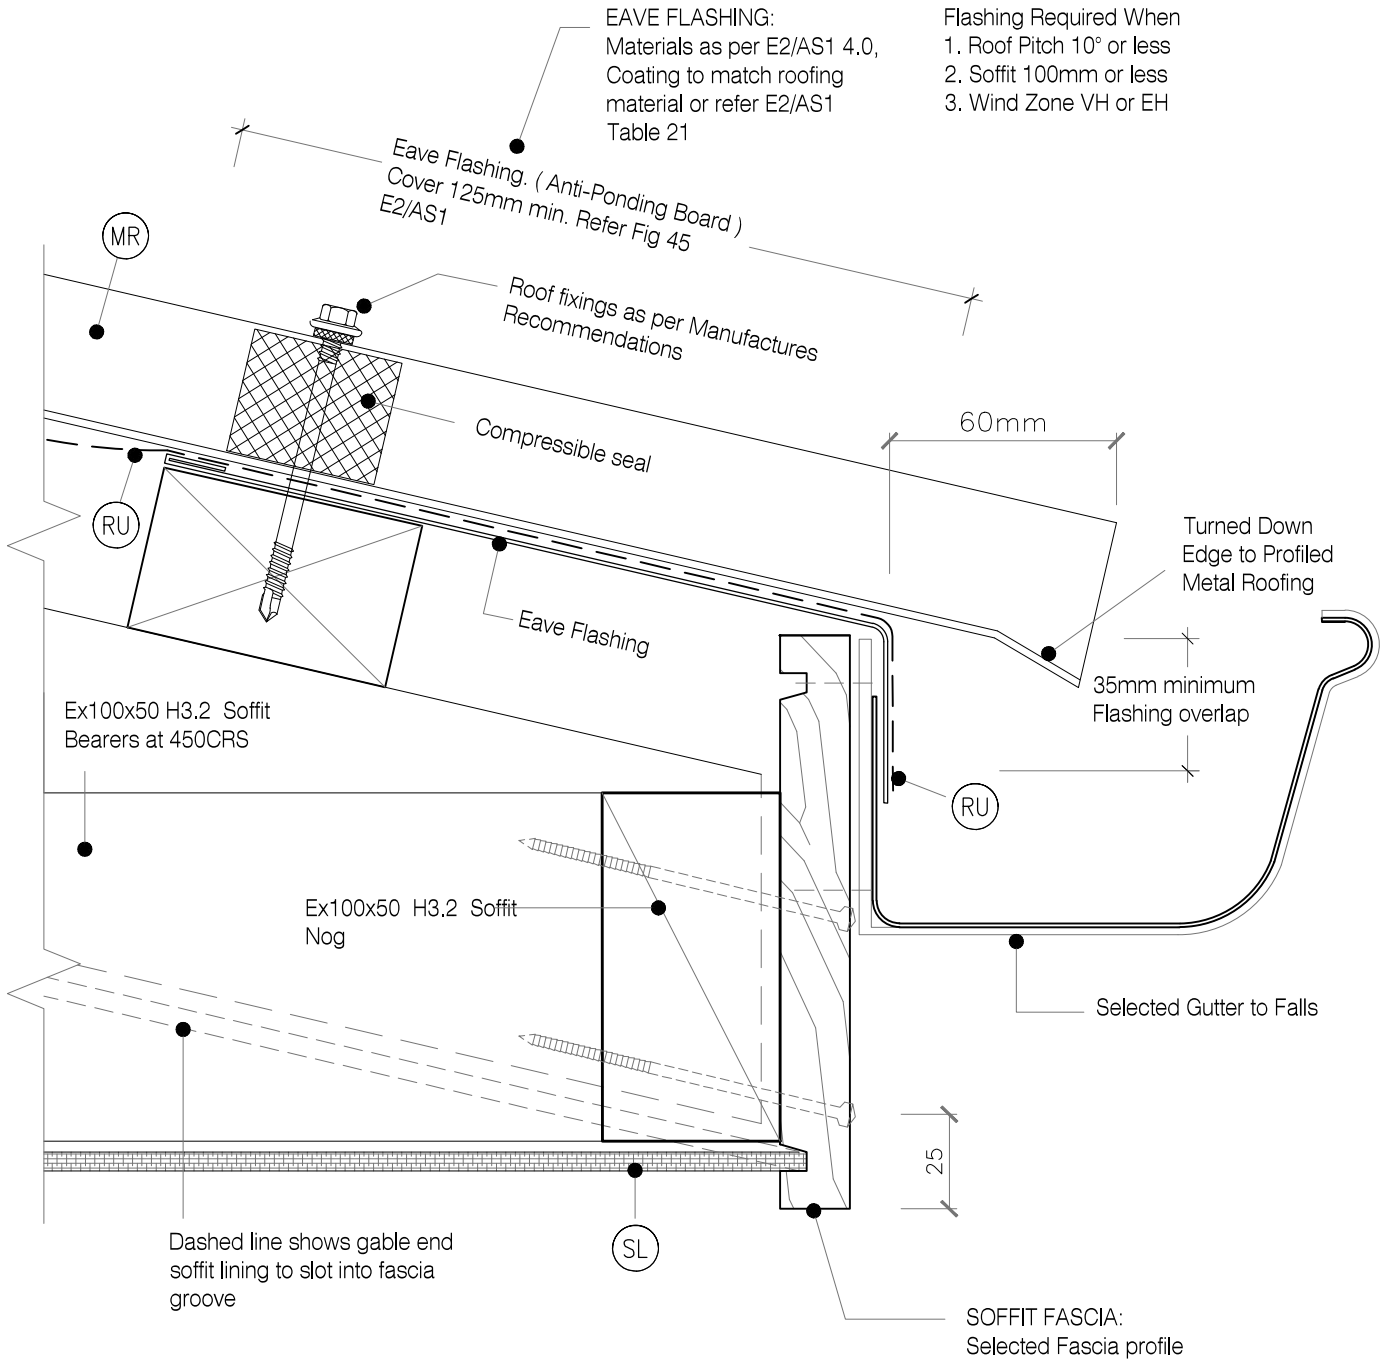 EAVE FLASHING:
Materials as per E2/AS1 4.0,
Coating to match roofing
material or refer E2/AS1
Table 21
Flashing Required When
1. Roof Pitch 10° or less
2. Soffit 100mm or less
3. Wind Zone VH or EH
Eave Flashing. ( Anti-Ponding Board )
Cover 125mm min. Refer Fig 45
E2/AS1
MR
Roof fixings as per Manufactures
Recommendations
60mm
Compressible seal
RU
Turned Down
Edge to Profiled
Metal Roofing
Eave Flashing
35mm minimum
Flashing overlap
Ex100x50 H3.2 Soffit
Bearers at 450CRS
RU
Ex100x50 H3.2 Soffit
Nog
Selected Gutter to Falls
25
SL
Dashed line shows gable end
soffit lining to slot into fascia
groove
SOFFIT FASCIA:
Selected Fascia profile